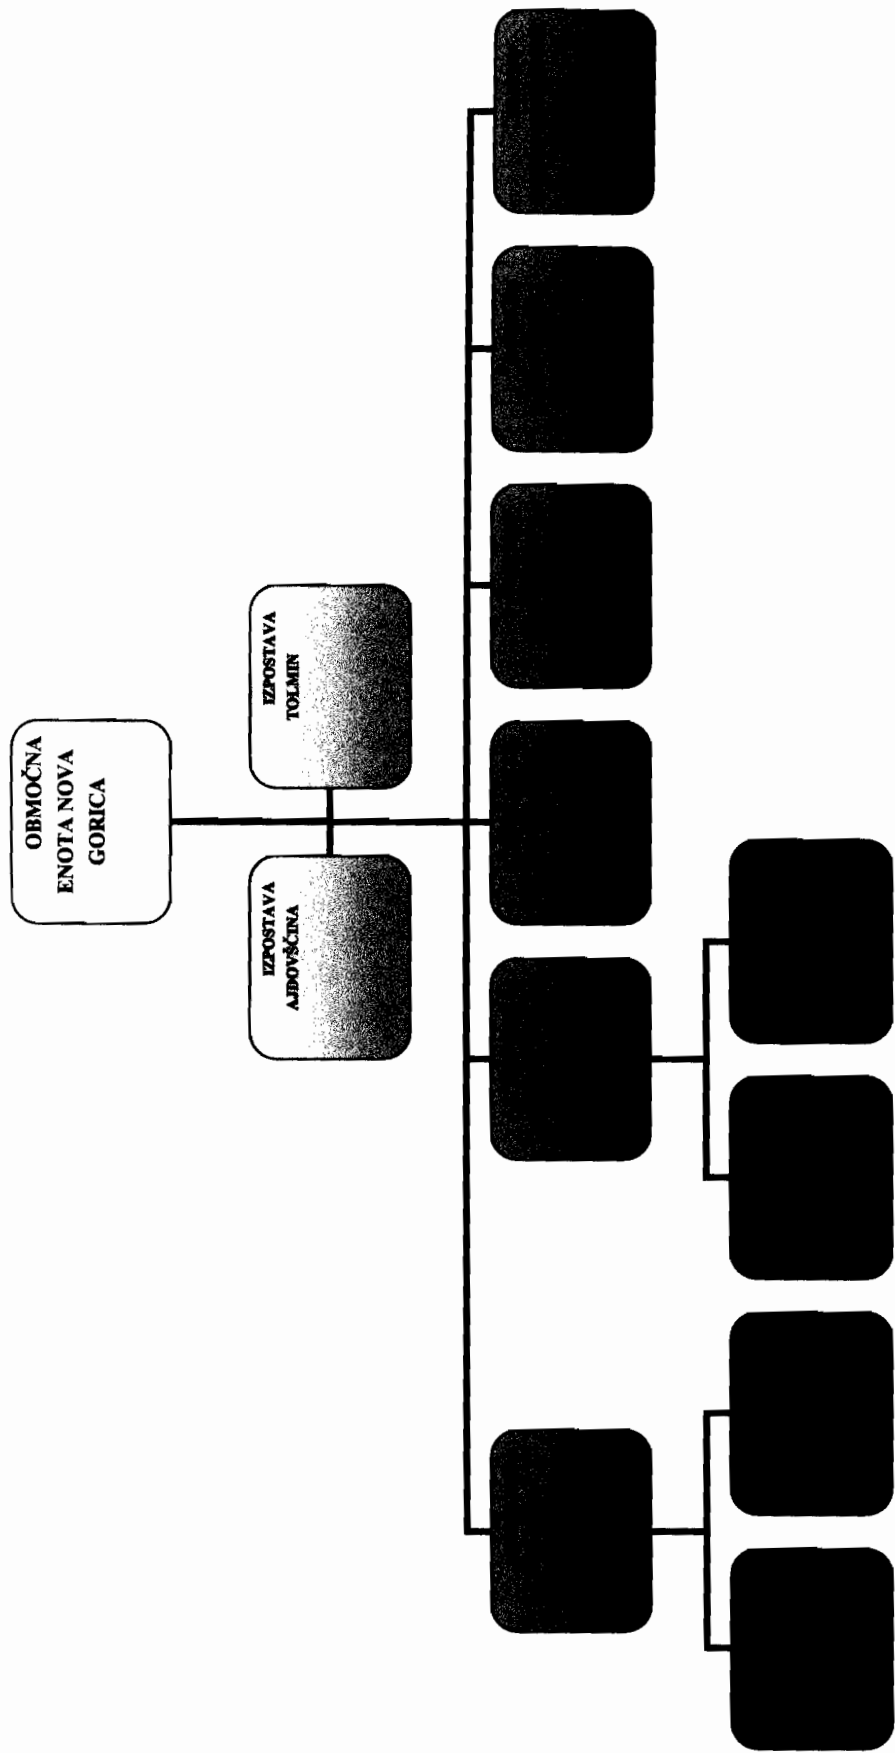 OBMOČNA
ENOTA NOVA
GORICA
IZPOSTAVA
AJDOVŠČINA
IZPOSTAVA
TOLMIN